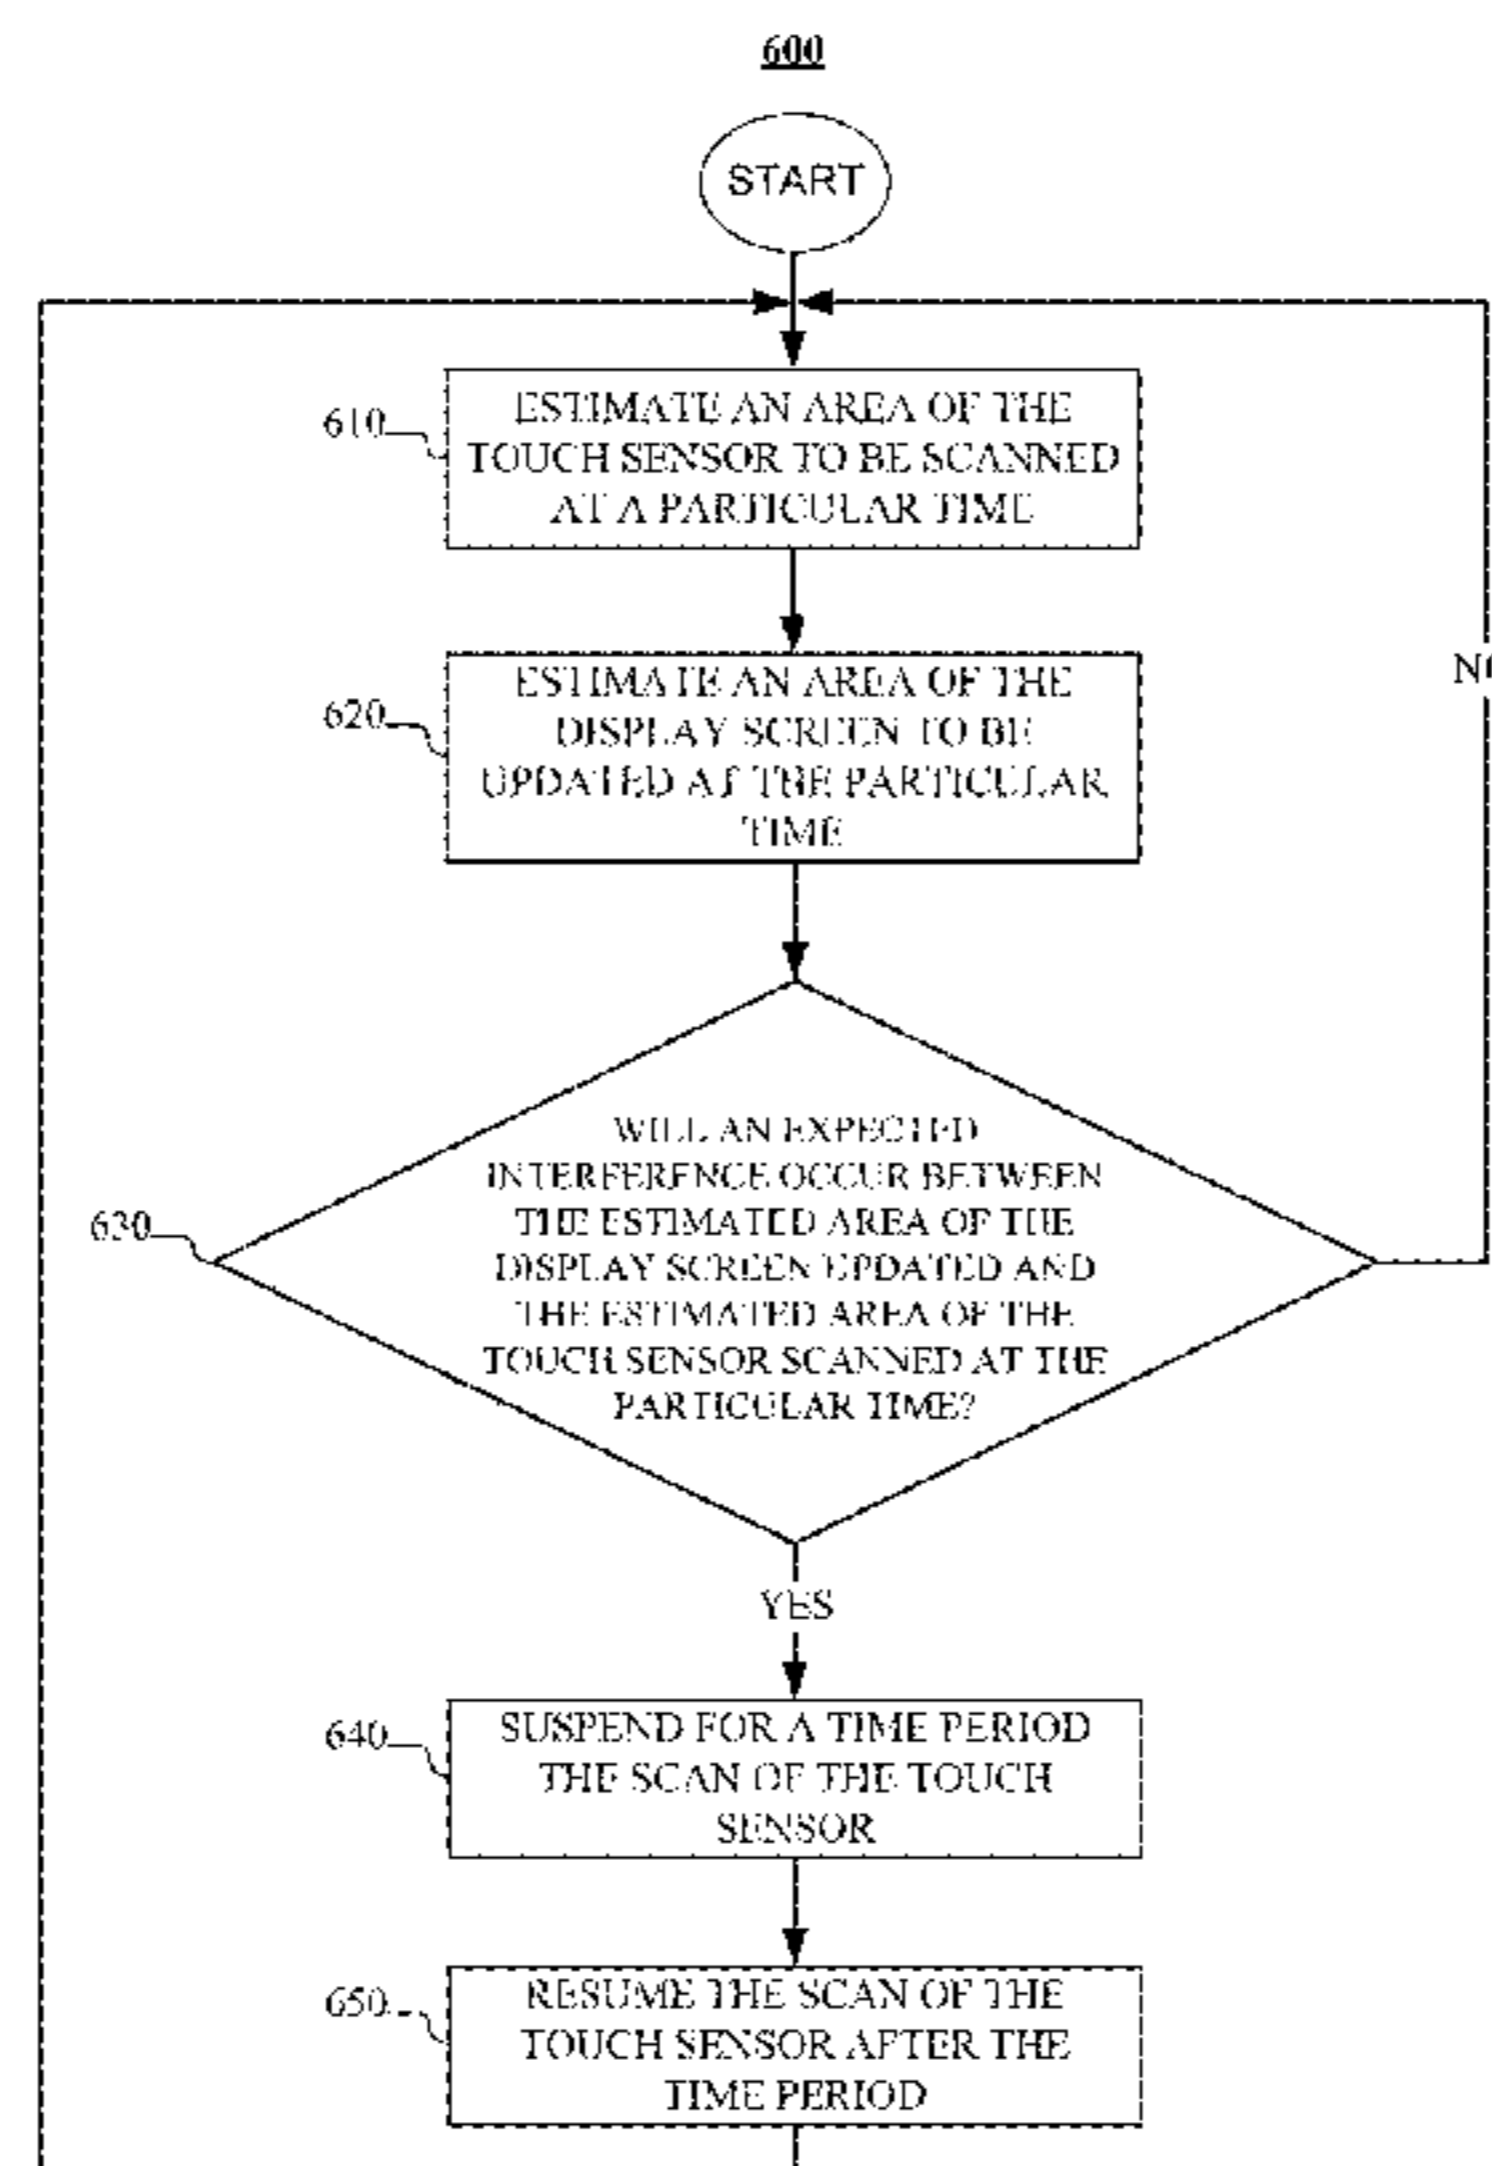 600
START
610
ESTIMATE AN AREA OF THE
TOUCH SENSOR TO BE SCANNED
AT A PARTICULAR TIME
620
ESTIMATE AN AREA OF THE
DISPLAY SCREEN TO BE
UPDATED AT THE PARTICULAR
TIME
630
WILL AN EXPECTED
INTERFERENCE OCCUR BETWEEN
THE ESTIMATED AREA OF THE
DISPLAY SCREEN UPDATED AND
THE ESTIMATED AREA OF THE
TOUCH SENSOR SCANNED AT THE
PARTICULAR TIME?
YES
640
SUSPEND FOR A TIME PERIOD
THE SCAN OF THE TOUCH
SENSOR
650
RESUME THE SCAN OF THE
TOUCH SENSOR AFTER THE
TIME PERIOD